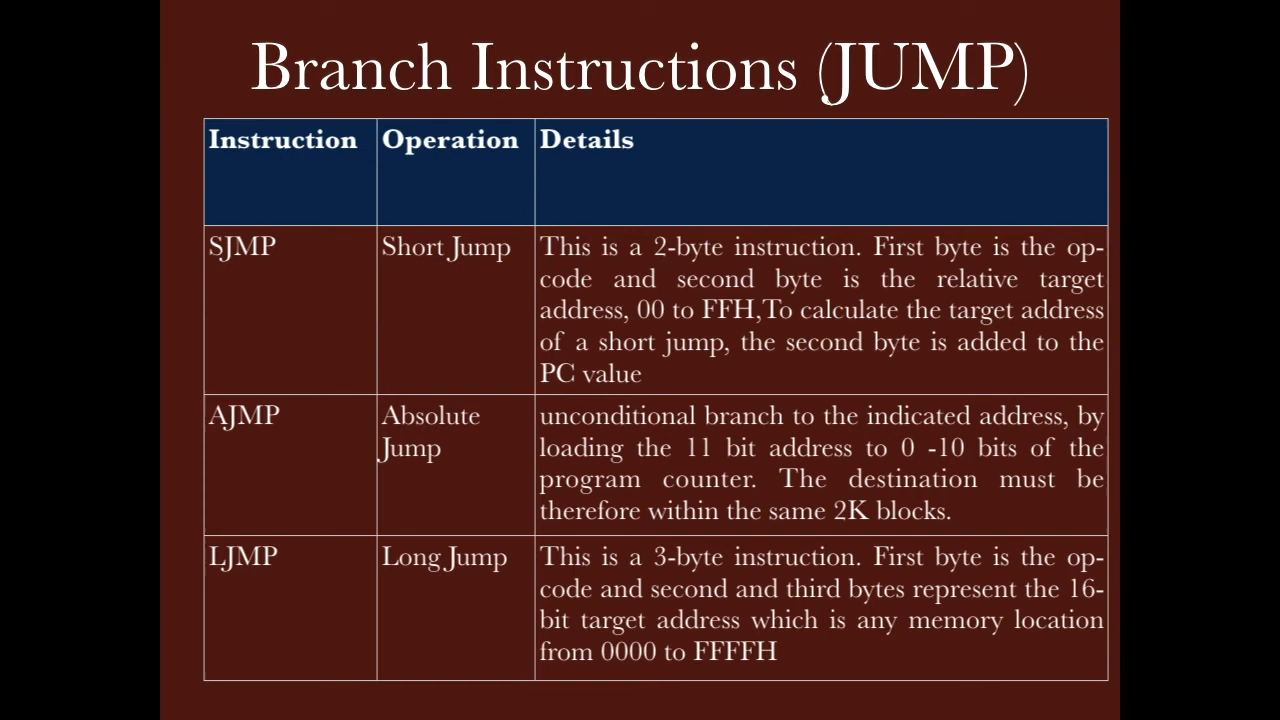 Branch Instructions (JUMP)
Instruction
Operation
Details
SJMP
Short Jump
This is a 2-byte instruction. First byte is the op-
code and second byte is the relative target
address, 00 to FFH,To calculate the target address
of a short jump, the second byte is added to the
PC value
AJMP
Absolute
Jump
unconditional branch to the indicated address, by
loading the 11 bit address to 0 -10 bits of the
program counter. The destination must be
therefore within the same 2K blocks.
LJMP
Long Jump
This is a 3-byte instruction. First byte is the op-
code and second and third bytes represent the 16-
bit target address which is any memory location
from 0000 to FFFFH